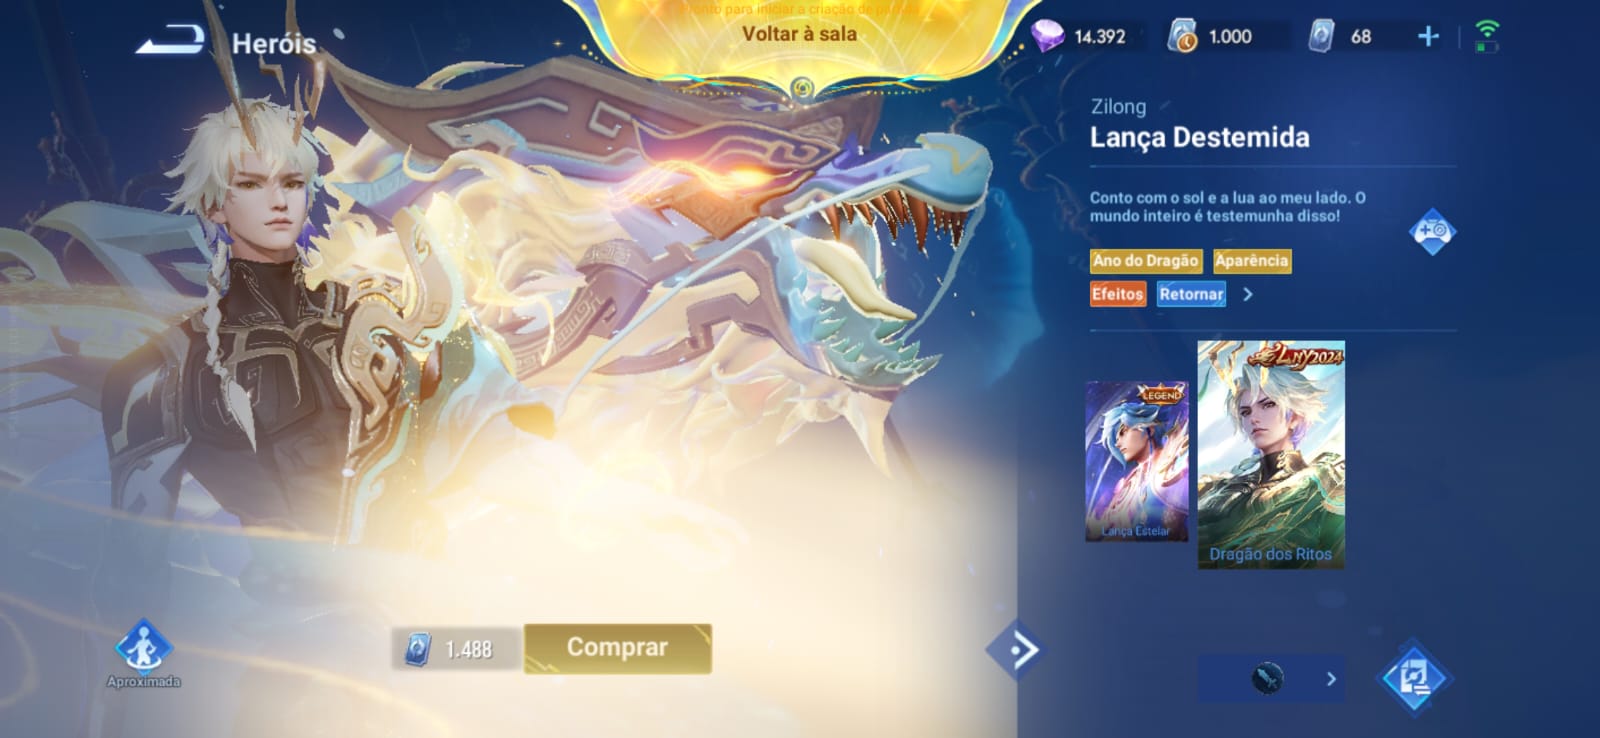 Pronto para iniciar a criação de partida
Voltar à sala
Heróis
14.392
1.000
68
Zilong
Lança Destemida
Conto com o sol e a lua ao meu lado. O
mundo inteiro é testemunha disso!
Ano do Dragão
Aparência
Efeitos
Retornar
LEGEND
Lança Estelar
LNY2024
Dragão dos Ritos
1.488
Comprar
Aproximada